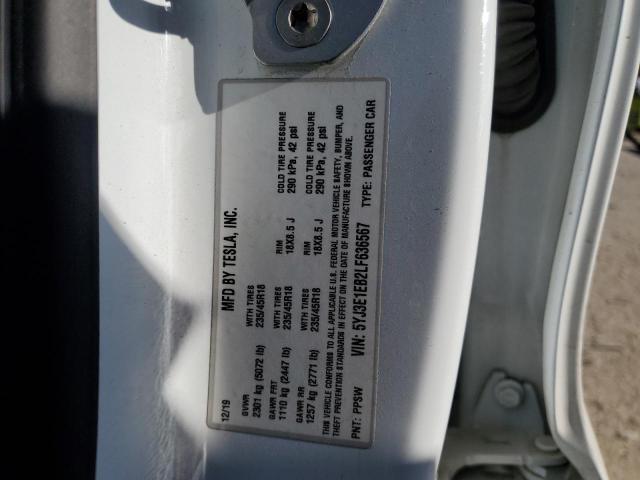 12/19 MFD BY TESLA, INC.
GVWR WITH TIRES RIM COLD TIRE PRESSURE
2301 kg (5072 lb) 235/45R18 18X8.5 J 290 kPa, 42 psi
GAWR FRT WITH TIRES RIM COLD TIRE PRESSURE
1110 kg (2447 lb) 235/45R18 18X8.5 J 290 kPa, 42 psi
GAWR RR WITH TIRES
1257 kg (2771 lb) 235/45R18
THIS VEHICLE CONFORMS TO ALL APPLICABLE U.S. FEDERAL MOTOR VEHICLE SAFETY, BUMPER, AND
THEFT PREVENTION STANDARDS IN EFFECT ON THE DATE OF MANUFACTURE SHOWN ABOVE.
PNT: PPSW VIN: 5YJ3E1EB2LF636567 TYPE: PASSENGER CAR